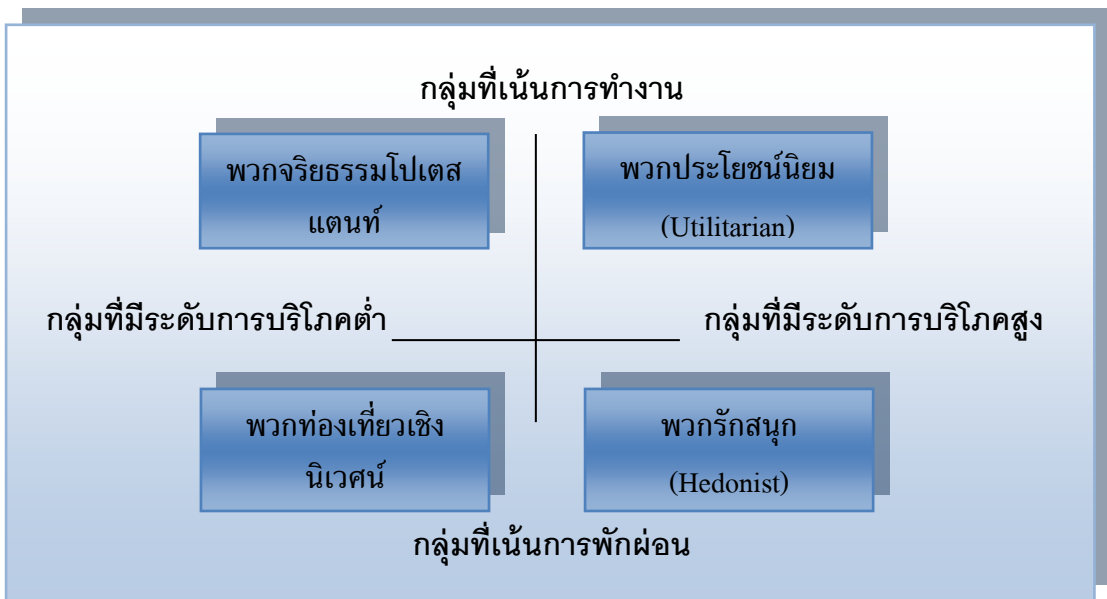 กลุ่มที่เน้นการทำงาน
พวกจริยธรรมโปเตส
แตนท์
พวกประโยชน์นิยม
(Utilitarian)
กลุ่มที่มีระดับการบริโภคต่ำ
กลุ่มที่มีระดับการบริโภคสูง
พวกท่องเที่ยวเชิง
นิเวศน์
พวกรักสนุก
(Hedonist)
กลุ่มที่เน้นการพักผ่อน